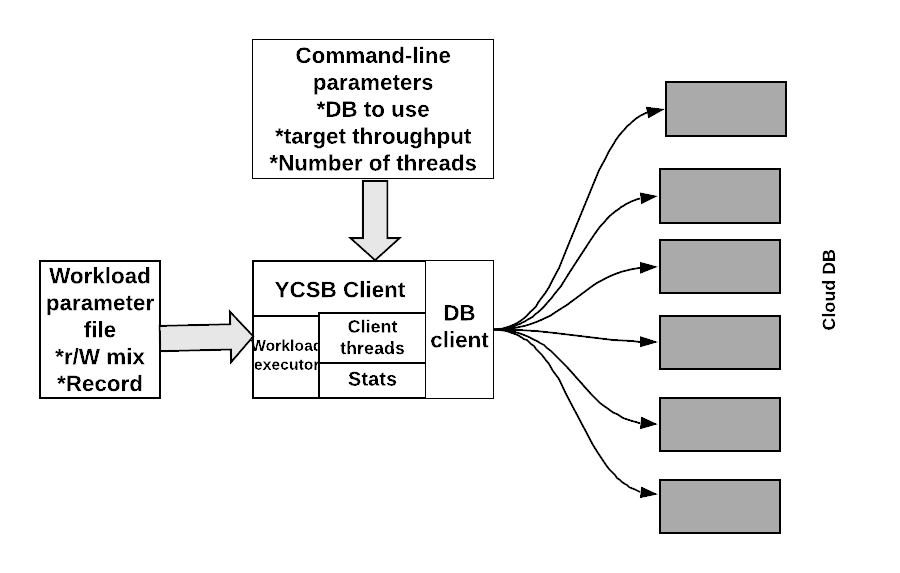 Command-line
parameters
*DB to use
*target throughput
*Number of threads
Workload
parameter
file
*r/W mix
*Record
YCSB Client
Workload
executor
Client
threads
Stats
DB
client
Cloud DB